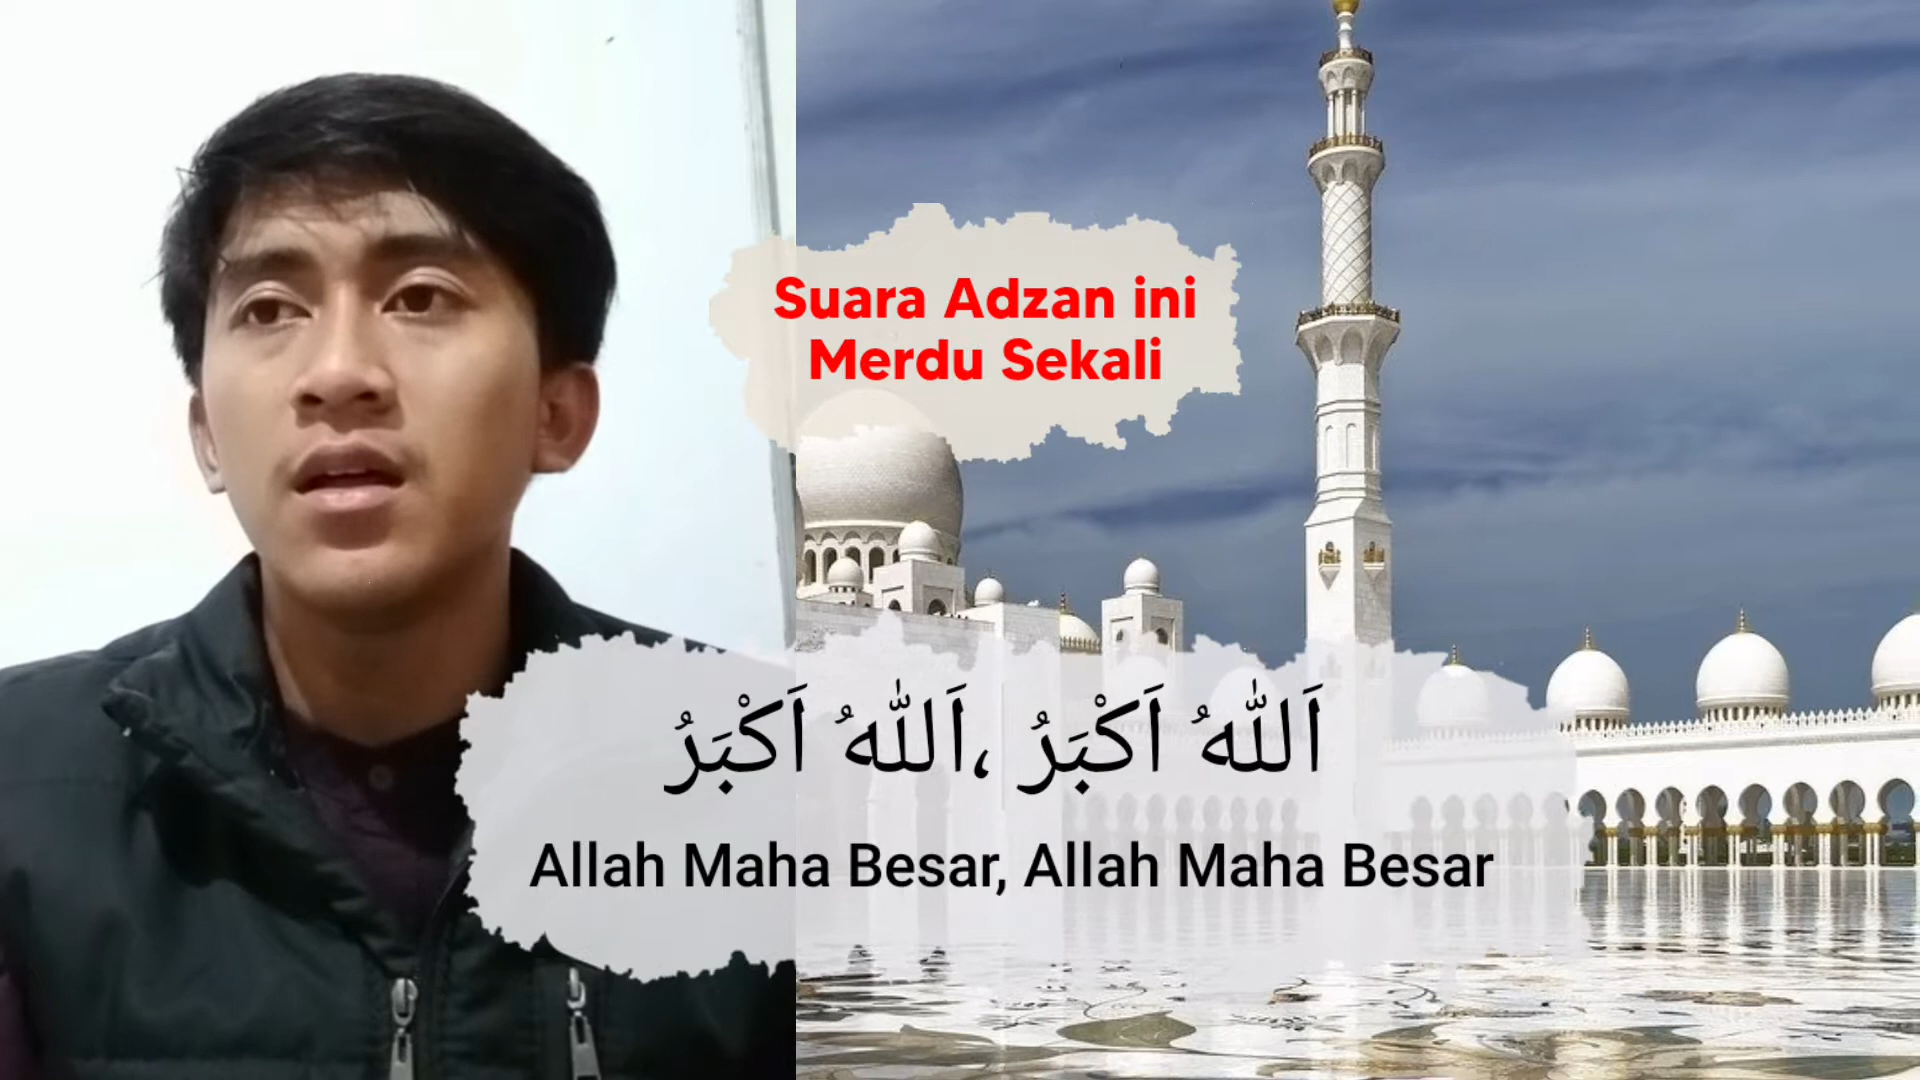 Suara Adzan ini
Merdu Sekali
اَللّٰهُ اَكْبَرُ ،اَللّٰهُ اَكْبَرُ
Allah Maha Besar, Allah Maha Besar